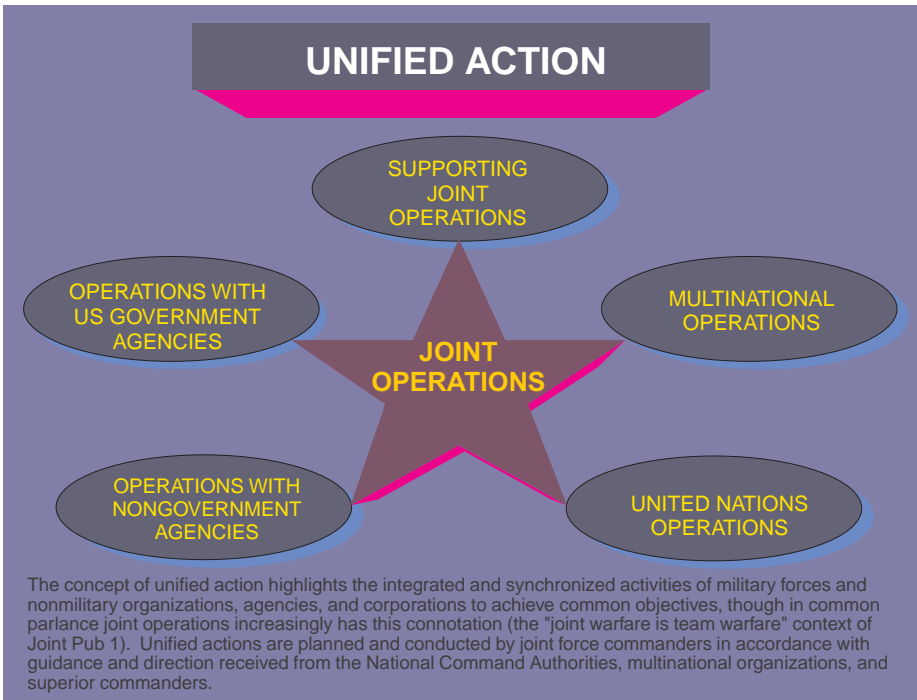 UNIFIED ACTION
SUPPORTING
JOINT
OPERATIONS
OPERATIONS WITH
US GOVERNMENT
AGENCIES
MULTINATIONAL
OPERATIONS
JOINT
OPERATIONS
OPERATIONS WITH
NONGOVERNMENT
AGENCIES
UNITED NATIONS
OPERATIONS
The concept of unified action highlights the integrated and synchronized activities of military forces and
nonmilitary organizations, agencies, and corporations to achieve common objectives, though in common
parlance joint operations increasingly has this connotation (the "joint warfare is team warfare" context of
Joint Pub 1).  Unified actions are planned and conducted by joint force commanders in accordance with
guidance and direction received from the National Command Authorities, multinational organizations, and
superior commanders.